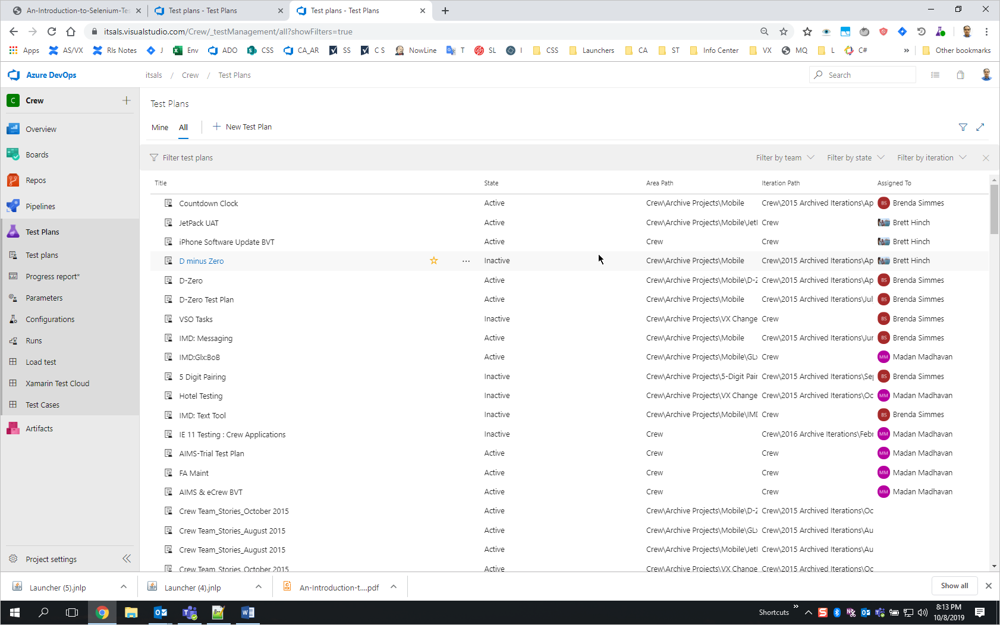 An-Introduction-to-Selenium-Tes
Test plans - Test Plans
Test plans - Test Plans
itsals.visualstudio.com/Crew/_testManagement/all?showFilters=true
Apps AS/VX Rls Notes J Env ADO CSS CA_AR SS C S NowLine T SL I CSS Launchers CA ST Info Center VX MQ L C# » Other bookmarks
Azure DevOps itsals / Crew / Test Plans Search
C Crew
Overview
Boards
Repos
Pipelines
Test Plans
Test plans
Progress report*
Parameters
Configurations
Runs
Load test
Xamarin Test Cloud
Test Cases
Artifacts
Project settings
Test Plans
Mine All New Test Plan
Filter test plans Filter by team Filter by state Filter by iteration
Title State Area Path Iteration Path Assigned To
Countdown Clock Active Crew\Archive Projects\Mobile Crew\2015 Archived Iterations\Ap BS Brenda Simmes
JetPack UAT Active Crew\Archive Projects\Mobile\Jetl Crew Brett Hinch
iPhone Software Update BVT Active Crew Crew Brett Hinch
D minus Zero ... Inactive Crew\Archive Projects\Mobile Crew\2015 Archived Iterations\Ap Brett Hinch
D-Zero Active Crew\Archive Projects\Mobile\D-Z Crew\2015 Archived Iterations\Ap BS Brenda Simmes
D-Zero Test Plan Active Crew\Archive Projects\Mobile Crew\2015 Archived Iterations\Jul BS Brenda Simmes
VSO Tasks Inactive Crew\Archive Projects\VX Change Crew BS Brenda Simmes
IMD: Messaging Active Crew\Archive Projects\Mobile Crew\2015 Archived Iterations\Jur BS Brenda Simmes
IMD:Glx:BoB Active Crew\Archive Projects\Mobile\GLx Crew MM Madan Madhavan
5 Digit Pairing Inactive Crew\Archive Projects\5-Digit Pair Crew\2015 Archived Iterations\Sep BS Brenda Simmes
Hotel Testing Inactive Crew\Archive Projects\VX Change Crew\2015 Archived Iterations\Oc MM Madan Madhavan
IMD: Text Tool Inactive Crew\Archive Projects\Mobile\IMD Crew BS Brenda Simmes
IE 11 Testing : Crew Applications Inactive Crew Crew\2016 Archive Iterations\Febr MM Madan Madhavan
AIMS-Trial Test Plan Active Crew Crew MM Madan Madhavan
FA Maint Active Crew Crew MM Madan Madhavan
AIMS & eCrew BVT Active Crew Crew MM Madan Madhavan
Crew Team_Stories_October 2015 Active Crew\Archive Projects\Mobile\D-Z Crew\2015 Archived Iterations\Oc
Crew Team_Stories_August 2015 Active Crew\Archive Projects\Mobile\GLx Crew\2015 Archived Iterations\Au
Crew Team_Stories_August 2015 Active Crew\Archive Projects\Mobile\Jetl Crew\2015 Archived Iterations\Au
Crew Team_Stories_October 2015 Active Crew\Archive Projects\VX Change Crew\2015 Archived Iterations\Oc
Launcher (5).jnlp Launcher (4).jnlp An-Introduction-t....pdf Show all
Shortcuts » 8:13 PM
10/8/2019